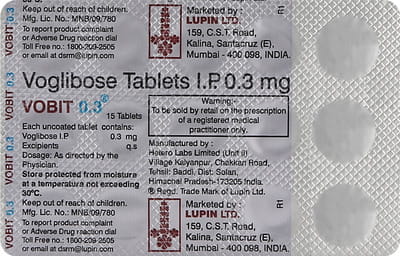 Keep out of reach of children.
Mfg. Lic. No.: MNB/09/780
To report product complaint
or Adverse Drug reaction dial
Toll Free no.: 1800-209-2505
or email at dsrm@lupin.com.
Marketed by :
LUPIN LTD.
159, C.S.T. Road,
Kalina, Santacruz (E),
Mumbai - 400 098, INDIA.
R1
VOBIT 0.3
Voglibose Tablets I.P. 0.3 mg
VOBIT 0.3®
15 Tablets
Each uncoated tablet contains:
Voglibose I.P. 0.3 mg
Excipients q.s
Dosage: As directed by the
Physician.
Store protected from moisture
at a temperature not exceeding
30°C.
Warning:-
To be sold by retail on the prescription
of a registered medical
practitioner only.
Manufactured by :
Hetero Labs Limited (Unit II)
Village Kalyanpur, Chakkan Road,
Tehsil: Baddi, Dist. Solan,
Himachal Pradesh-173205 India.
® Regd. Trade Mark of Lupin Ltd.
VOBIT 0.3
VOBIT 0.3
Keep out of reach of children.
Mfg. Lic. No.: MNB/09/780
To report product complaint
or Adverse Drug reaction dial
Toll Free no.: 1800-209-2505
or email at dsrm@lupin.com
Marketed by :
LUPIN LTD.
159, C.S.T. Road,
Kalina, Santacruz (E),
Mumbai - 400 098, INDIA.
R1